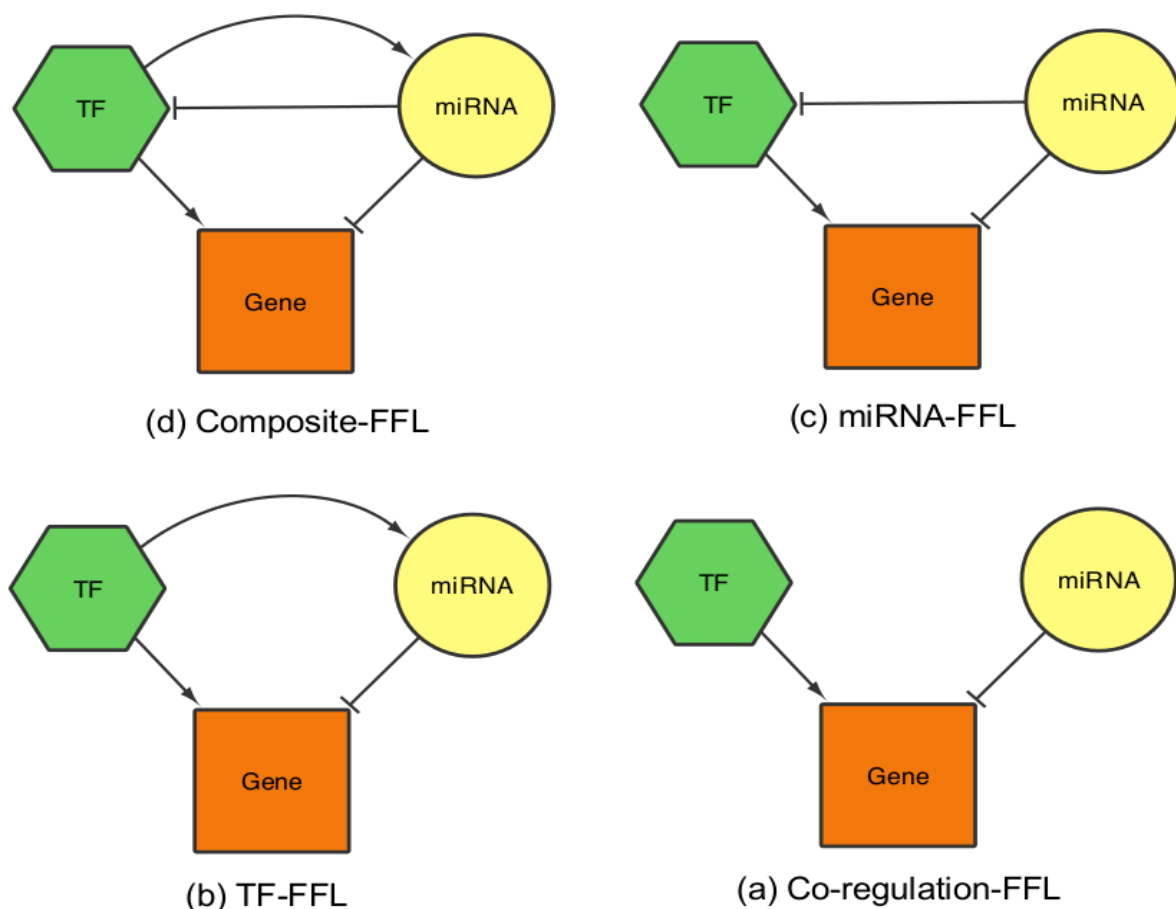 TF
miRNA
Gene
(d) Composite-FFL
TF
miRNA
Gene
(c) miRNA-FFL
TF
miRNA
Gene
(b) TF-FFL
TF
miRNA
Gene
(a) Co-regulation-FFL